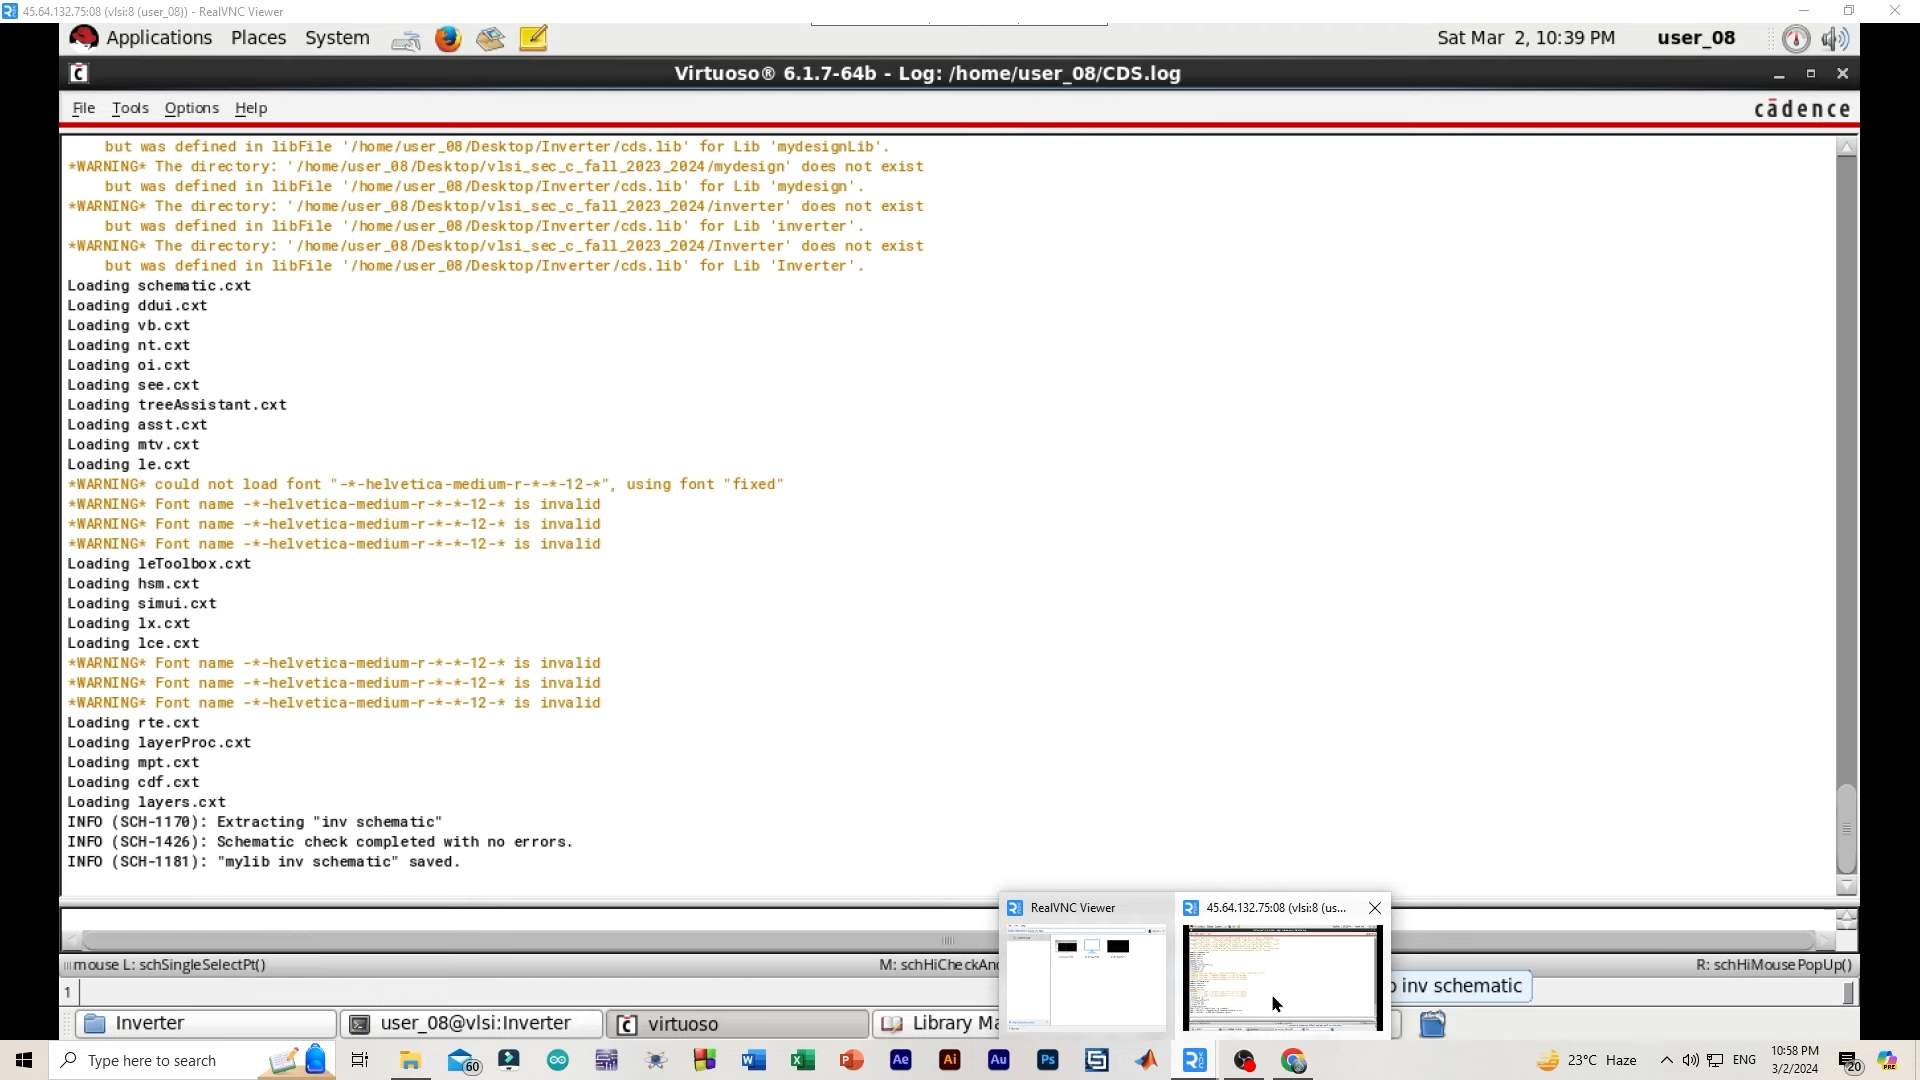 45.64.132.75:08 (vlsi:8 (user_08)) - RealVNC Viewer
Applications Places System Sat Mar 2, 10:39 PM user_08
Virtuoso® 6.1.7-64b - Log: /home/user_08/CDS.log
File Tools Options Help cādence
but was defined in libFile '/home/user_08/Desktop/Inverter/cds.lib' for Lib 'mydesignLib'.
*WARNING* The directory: '/home/user_08/Desktop/vlsi_sec_c_fall_2023_2024/mydesign' does not exist
but was defined in libFile '/home/user_08/Desktop/Inverter/cds.lib' for Lib 'mydesign'.
*WARNING* The directory: '/home/user_08/Desktop/vlsi_sec_c_fall_2023_2024/inverter' does not exist
but was defined in libFile '/home/user_08/Desktop/Inverter/cds.lib' for Lib 'inverter'.
*WARNING* The directory: '/home/user_08/Desktop/vlsi_sec_c_fall_2023_2024/Inverter' does not exist
but was defined in libFile '/home/user_08/Desktop/Inverter/cds.lib' for Lib 'Inverter'.
Loading schematic.cxt
Loading ddui.cxt
Loading vb.cxt
Loading nt.cxt
Loading oi.cxt
Loading see.cxt
Loading treeAssistant.cxt
Loading asst.cxt
Loading mtv.cxt
Loading le.cxt
*WARNING* could not load font "-*-helvetica-medium-r-*-*-12-*", using font "fixed"
*WARNING* Font name -*-helvetica-medium-r-*-*-12-* is invalid
*WARNING* Font name -*-helvetica-medium-r-*-*-12-* is invalid
*WARNING* Font name -*-helvetica-medium-r-*-*-12-* is invalid
Loading leToolbox.cxt
Loading hsm.cxt
Loading simui.cxt
Loading lx.cxt
Loading lce.cxt
*WARNING* Font name -*-helvetica-medium-r-*-*-12-* is invalid
*WARNING* Font name -*-helvetica-medium-r-*-*-12-* is invalid
*WARNING* Font name -*-helvetica-medium-r-*-*-12-* is invalid
Loading rte.cxt
Loading layerProc.cxt
Loading mpt.cxt
Loading cdf.cxt
Loading layers.cxt
INFO (SCH-1170): Extracting "inv schematic"
INFO (SCH-1426): Schematic check completed with no errors.
INFO (SCH-1181): "mylib inv schematic" saved.
RealVNC Viewer 45.64.132.75:08 (vlsi:8 (us...
mouse L: schSingleSelectPt() M: schHiCheckAn R: schHiMousePopUp()
1 inv schematic
Inverter user_08@vlsi:Inverter virtuoso Library Ma
Type here to search 60 23°C Haze ENG 10:58 PM 20
3/2/2024